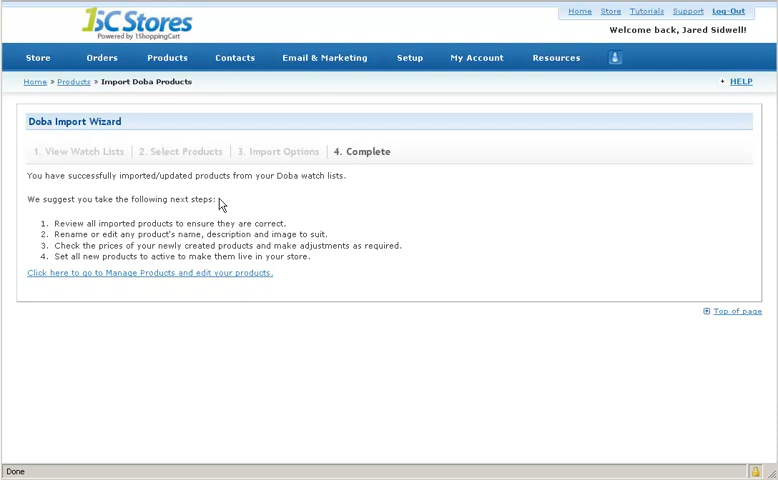 Home Store Tutorials Support Log-Out
1SC Stores
Powered by 1ShoppingCart
Welcome back, Jared Sidwell!
Store Orders Products Contacts Email & Marketing Setup My Account Resources
Home » Products » Import Doba Products
HELP
Doba Import Wizard
1. View Watch Lists | 2. Select Products | 3. Import Options | 4. Complete
You have successfully imported/updated products from your Doba watch lists.
We suggest you take the following next steps:
1. Review all imported products to ensure they are correct.
2. Rename or edit any product's name, description and image to suit.
3. Check the prices of your newly created products and make adjustments as required.
4. Set all new products to active to make them live in your store.
Click here to go to Manage Products and edit your products.
Top of page
Done